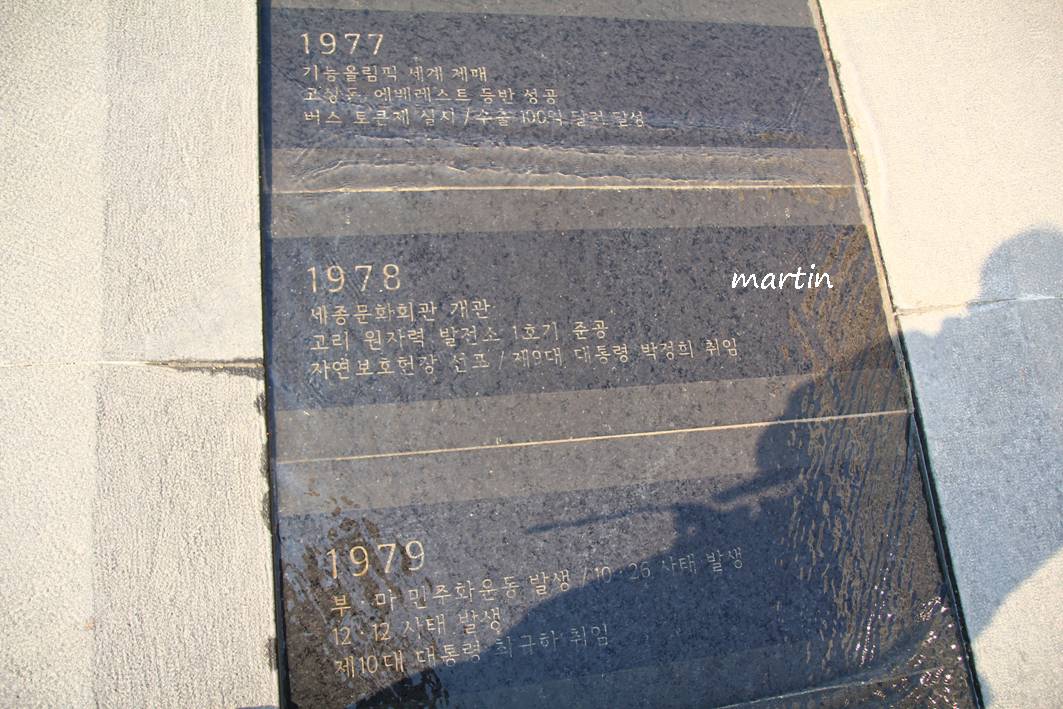 1977
기능올림픽 세계 제패
고상돈, 에베레스트 등반 성공
버스 토큰제 실시 / 수출 100억 달러 달성
1978
martin
세종문화회관 개관
고리 원자력 발전소 1호기 준공
자연보호헌장 선포 / 제9대 대통령 박정희 취임
1979
부·마 민주화운동 발생 / 10·26 사태 발생
12·12 사태 발생
제10대 대통령 최규하 취임